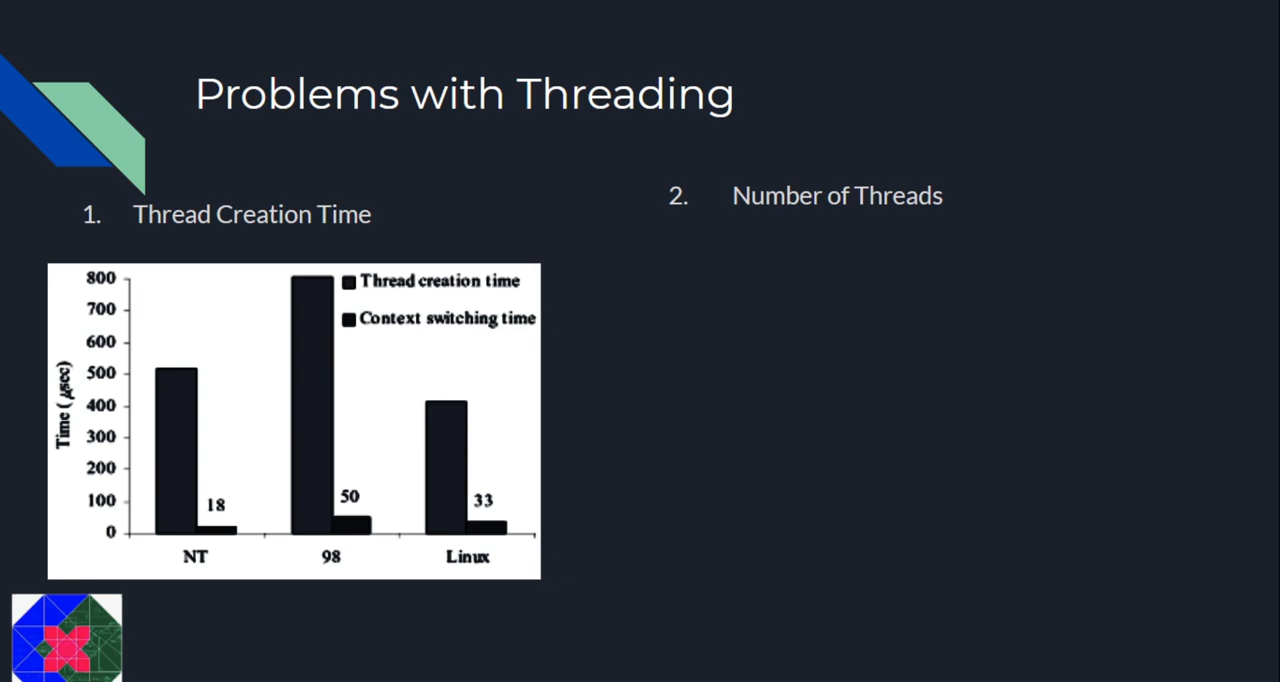 Problems with Threading
1. Thread Creation Time
2. Number of Threads
Thread creation time
Context switching time
Time ( μsec)
800
700
600
500
400
300
200
100
0
18
50
33
NT
98
Linux